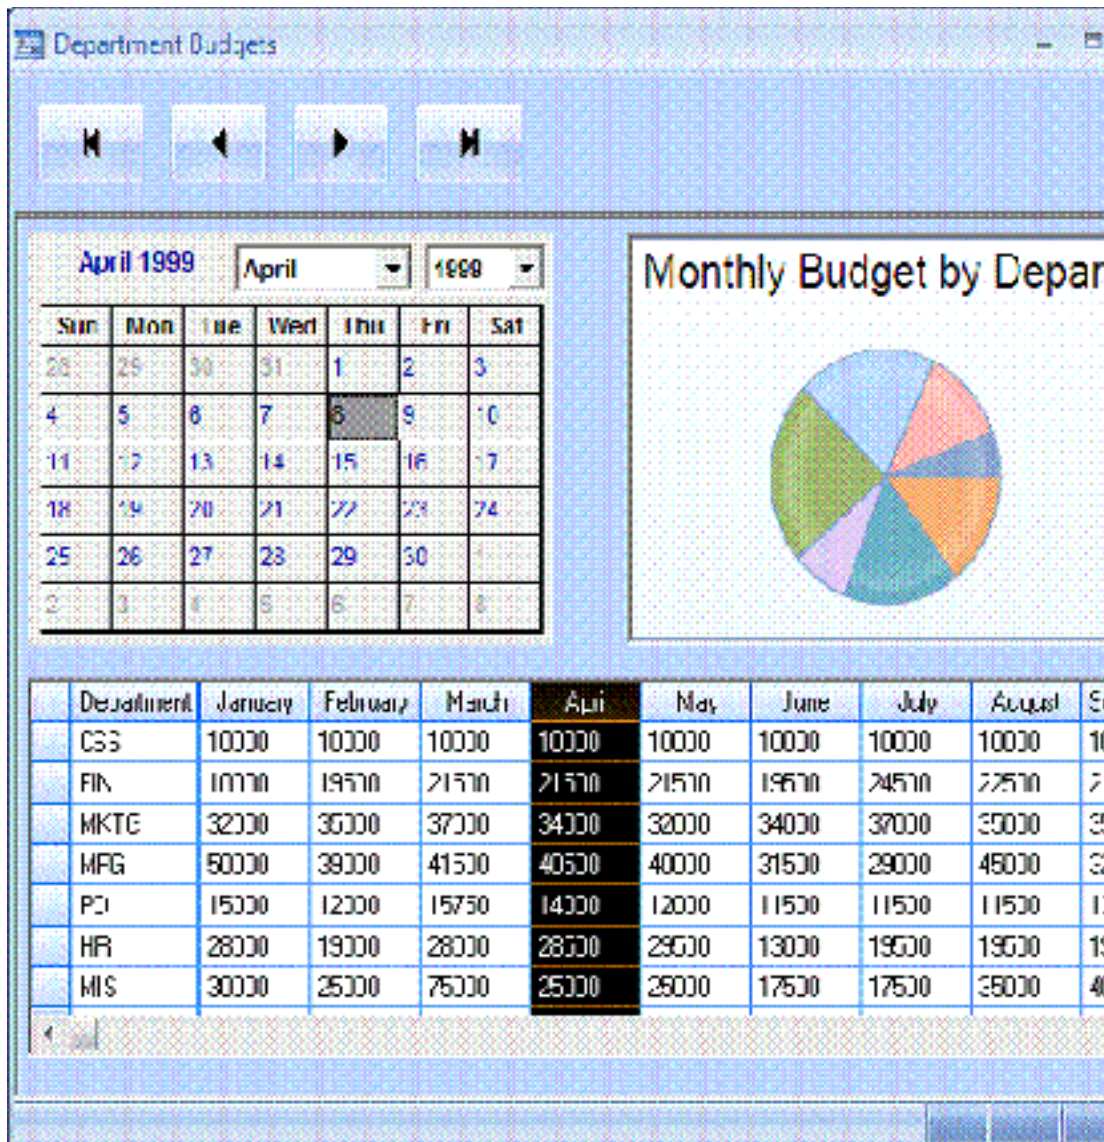 Department Budgets
April 1999 April 1999
Monthly Budget by Depar
Sun Mon Tue Wed Thu Fri Sat
28 29 30 31 1 2 3
4 5 6 7 8 9 10
11 12 13 14 15 16 17
18 19 20 21 22 23 24
25 26 27 28 29 30 1
2 3 4 5 6 7 8
Department January February March April May June July August
CSS 10000 10000 10000 10000 10000 10000 10000 10000
FIN 10000 19500 21500 21500 21500 19500 24500 22500
MKTG 32000 35000 37000 34000 32000 34000 37000 35000
MFG 50000 39000 41500 40500 40000 31500 29000 45000
15000 12000 15750 14000 12000 11500 11500 11500
HR 28000 19000 28000 28500 29500 13000 19500 19500
MIS 30000 25000 75000 25000 25000 17500 17500 35000